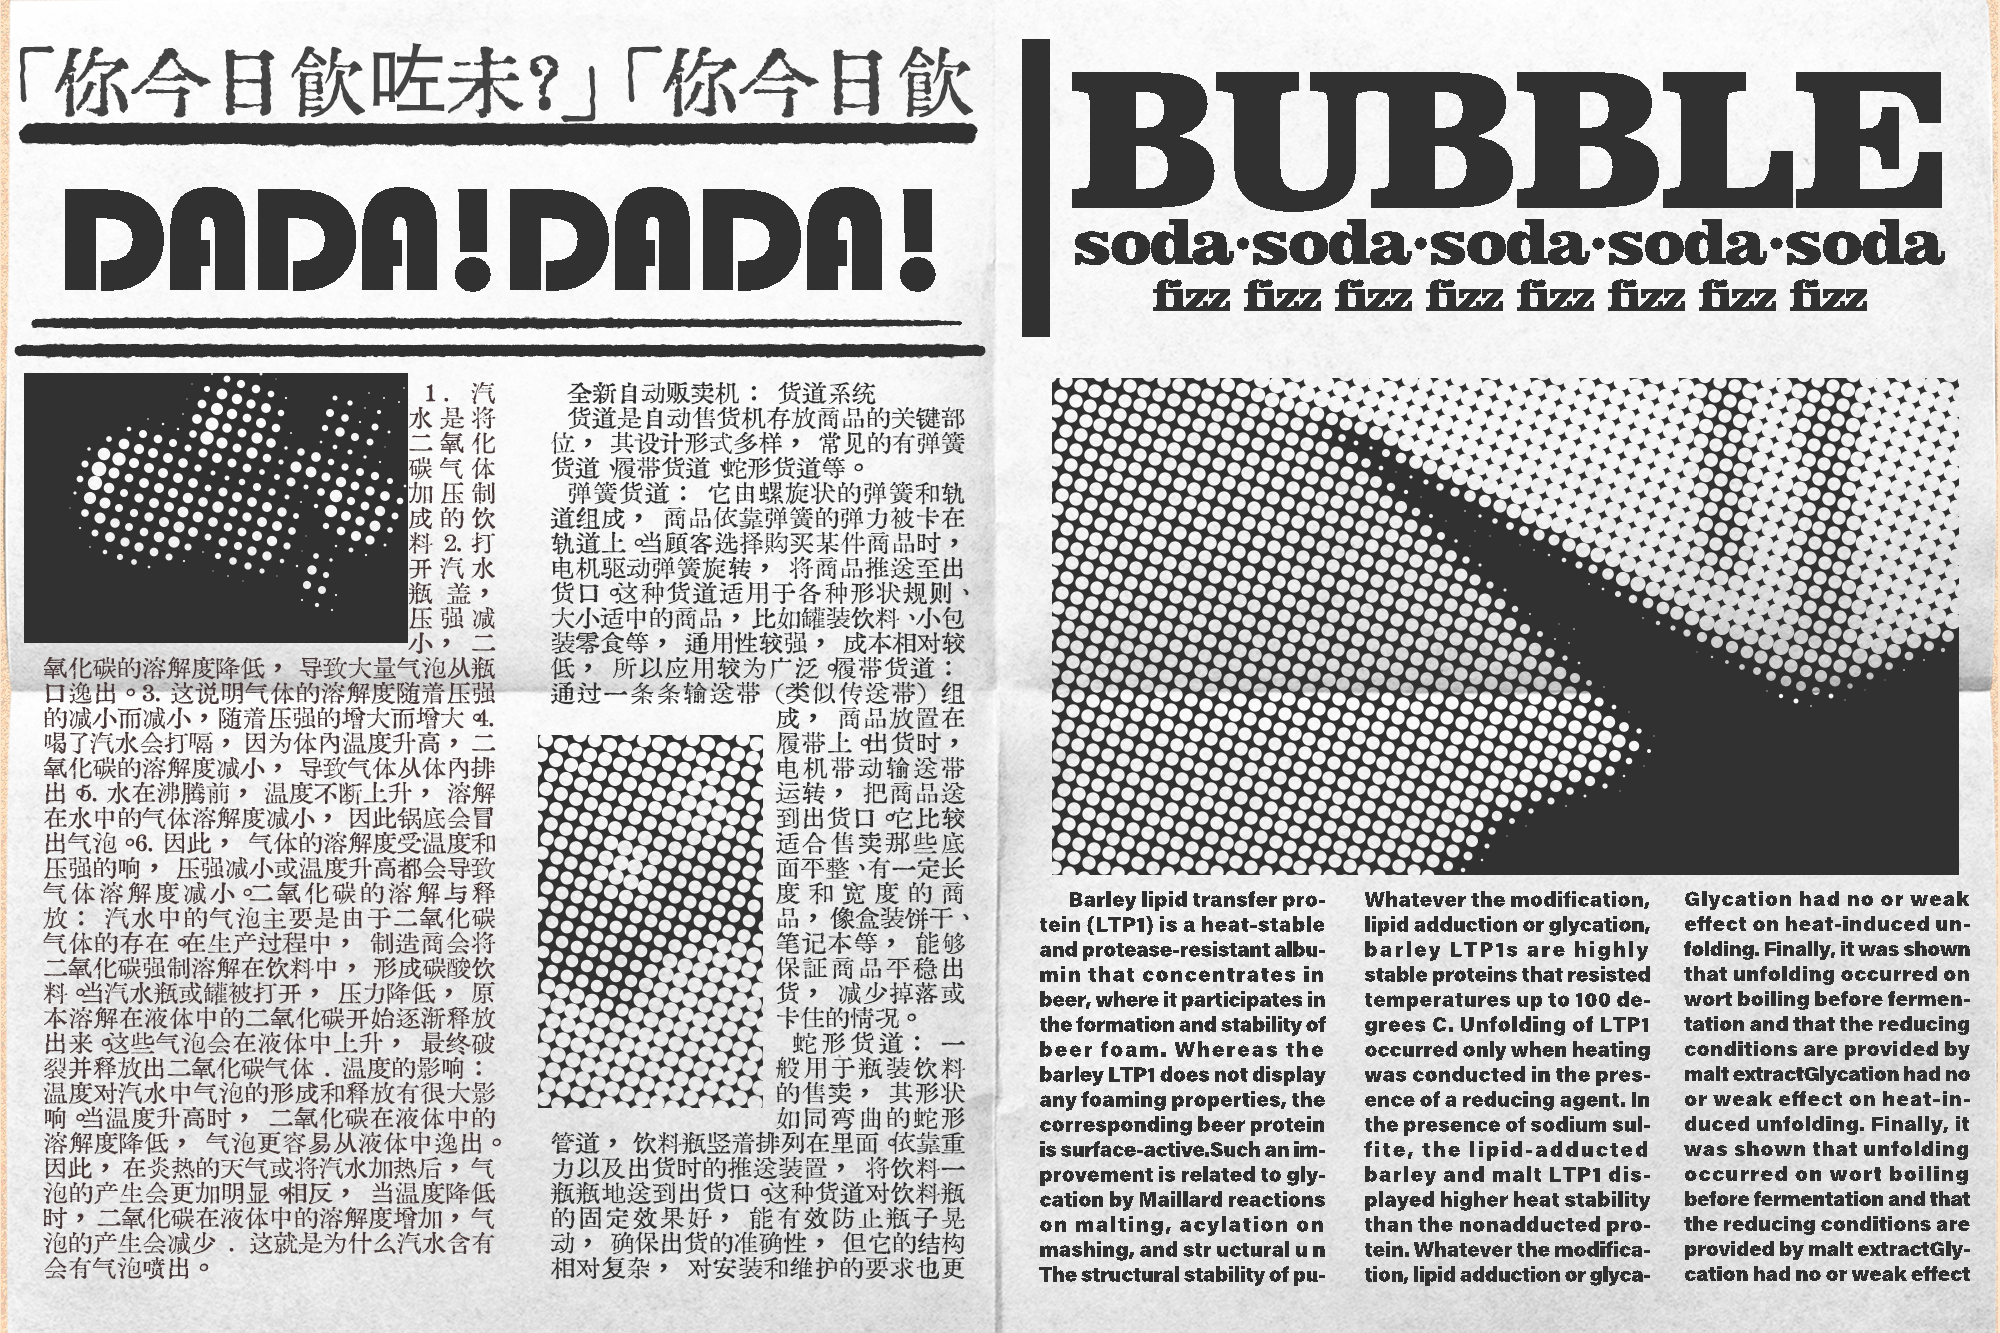 「你今日飲咗未?」「你今日飲
DADA!DADA!
1. 汽
水是将
二氧化
碳气体
加压制
成的饮
料 2. 打
开汽水
瓶盖，
压强减
小，二
氧化碳的溶解度降低，导致大量气泡从瓶
口逸出。3. 这说明气体的溶解度随着压强
的减小而减小，随着压强的增大而增大。4.
喝了汽水会打嗝，因为体内温度升高，二
氧化碳的溶解度减小，导致气体从体内排
出。5. 水在沸腾前，温度不断上升，溶解
在水中的气体溶解度减小，因此锅底会冒
出气泡。6. 因此，气体的溶解度受温度和
压强的响，压强减小或温度升高都会导致
气体溶解度减小。二氧化碳的溶解与释
放：汽水中的气泡主要是由于二氧化碳
气体的存在。在生产过程中，制造商会将
二氧化碳强制溶解在饮料中，形成碳酸饮
料。当汽水瓶或罐被打开，压力降低，原
本溶解在液体中的二氧化碳开始逐渐释放
出来。这些气泡会在液体中上升，最终破
裂并释放出二氧化碳气体．温度的影响：
温度对汽水中气泡的形成和释放有很大影
响。当温度升高时，二氧化碳在液体中的
溶解度降低，气泡更容易从液体中逸出。
因此，在炎热的天气或将汽水加热后，气
泡的产生会更加明显。相反，当温度降低
时，二氧化碳在液体中的溶解度增加，气
泡的产生会减少．这就是为什么汽水含有
会有气泡喷出。
全新自动贩卖机：货道系统
货道是自动售货机存放商品的关键部
位，其设计形式多样，常见的有弹簧
货道、履带货道、蛇形货道等。
弹簧货道：它由螺旋状的弹簧和轨
道组成，商品依靠弹簧的弹力被卡在
轨道上。当顾客选择购买某件商品时，
电机驱动弹簧旋转，将商品推送至出
货口。这种货道适用于各种形状规则、
大小适中的商品，比如罐装饮料、小包
装零食等，通用性较强，成本相对较
低，所以应用较为广泛。履带货道：
通过一条条输送带（类似传送带）组
成，商品放置在
履带上。出货时，
电机带动输送带
运转，把商品送
到出货口。它比较
适合售卖那些底
面平整、有一定长
度和宽度的商
品，像盒装饼干、
笔记本等，能够
保証商品平稳出
货，减少掉落或
卡住的情况。
蛇形货道：一
般用于瓶装饮料
的售卖，其形状
如同弯曲的蛇形
管道，饮料瓶竖着排列在里面。依靠重
力以及出货时的推送装置，将饮料一
瓶瓶地送到出货口。这种货道对饮料瓶
的固定效果好，能有效防止瓶子晃
动，确保出货的准确性，但它的结构
相对复杂，对安装和维护的要求也更
BUBBLE
soda·soda·soda·soda·soda
fizz fizz fizz fizz fizz fizz fizz fizz
Barley lipid transfer pro-
tein (LTP1) is a heat-stable
and protease-resistant albu-
min that concentrates in
beer, where it participates in
the formation and stability of
beer foam. Whereas the
barley LTP1 does not display
any foaming properties, the
corresponding beer protein
is surface-active.Such an im-
provement is related to gly-
cation by Maillard reactions
on malting, acylation on
mashing, and str uctural u n
The structural stability of pu-
Whatever the modification,
lipid adduction or glycation,
barley LTP1s are highly
stable proteins that resisted
temperatures up to 100 de-
grees C. Unfolding of LTP1
occurred only when heating
was conducted in the pres-
ence of a reducing agent. In
the presence of sodium sul-
fite, the lipid-adducted
barley and malt LTP1 dis-
played higher heat stability
than the nonadducted pro-
tein. Whatever the modifica-
tion, lipid adduction or glyca-
Glycation had no or weak
effect on heat-induced un-
folding. Finally, it was shown
that unfolding occurred on
wort boiling before fermen-
tation and that the reducing
conditions are provided by
malt extractGlycation had no
or weak effect on heat-in-
duced unfolding. Finally, it
was shown that unfolding
occurred on wort boiling
before fermentation and that
the reducing conditions are
provided by malt extractGly-
cation had no or weak effect